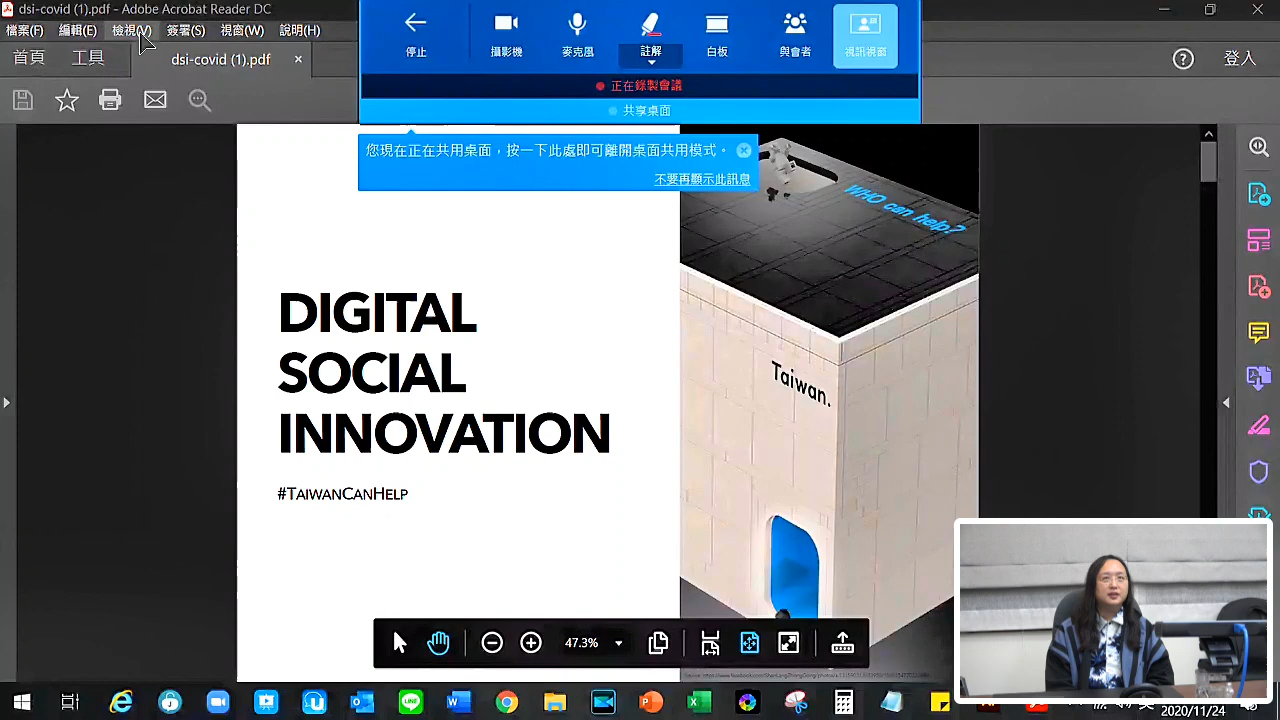 dsi-covid (1).pdf - Adobe Acrobat Reader DC
檔案(F) 編輯(E) 檢視(V) 簽署(S) 視窗(W) 說明(H)
首頁 工具 dsi-covid (1).pdf × 登入
停止 攝影機 麥克風 註解 白板 與會者 視訊視窗
正在錄製會議
共享桌面
您現在正在共用桌面，按一下此處即可離開桌面共用模式。
不要再顯示此訊息
WHO can help?
DIGITAL
SOCIAL
INNOVATION
#TAIWANCANHELP
Taiwan.
47.3%
2020/11/24